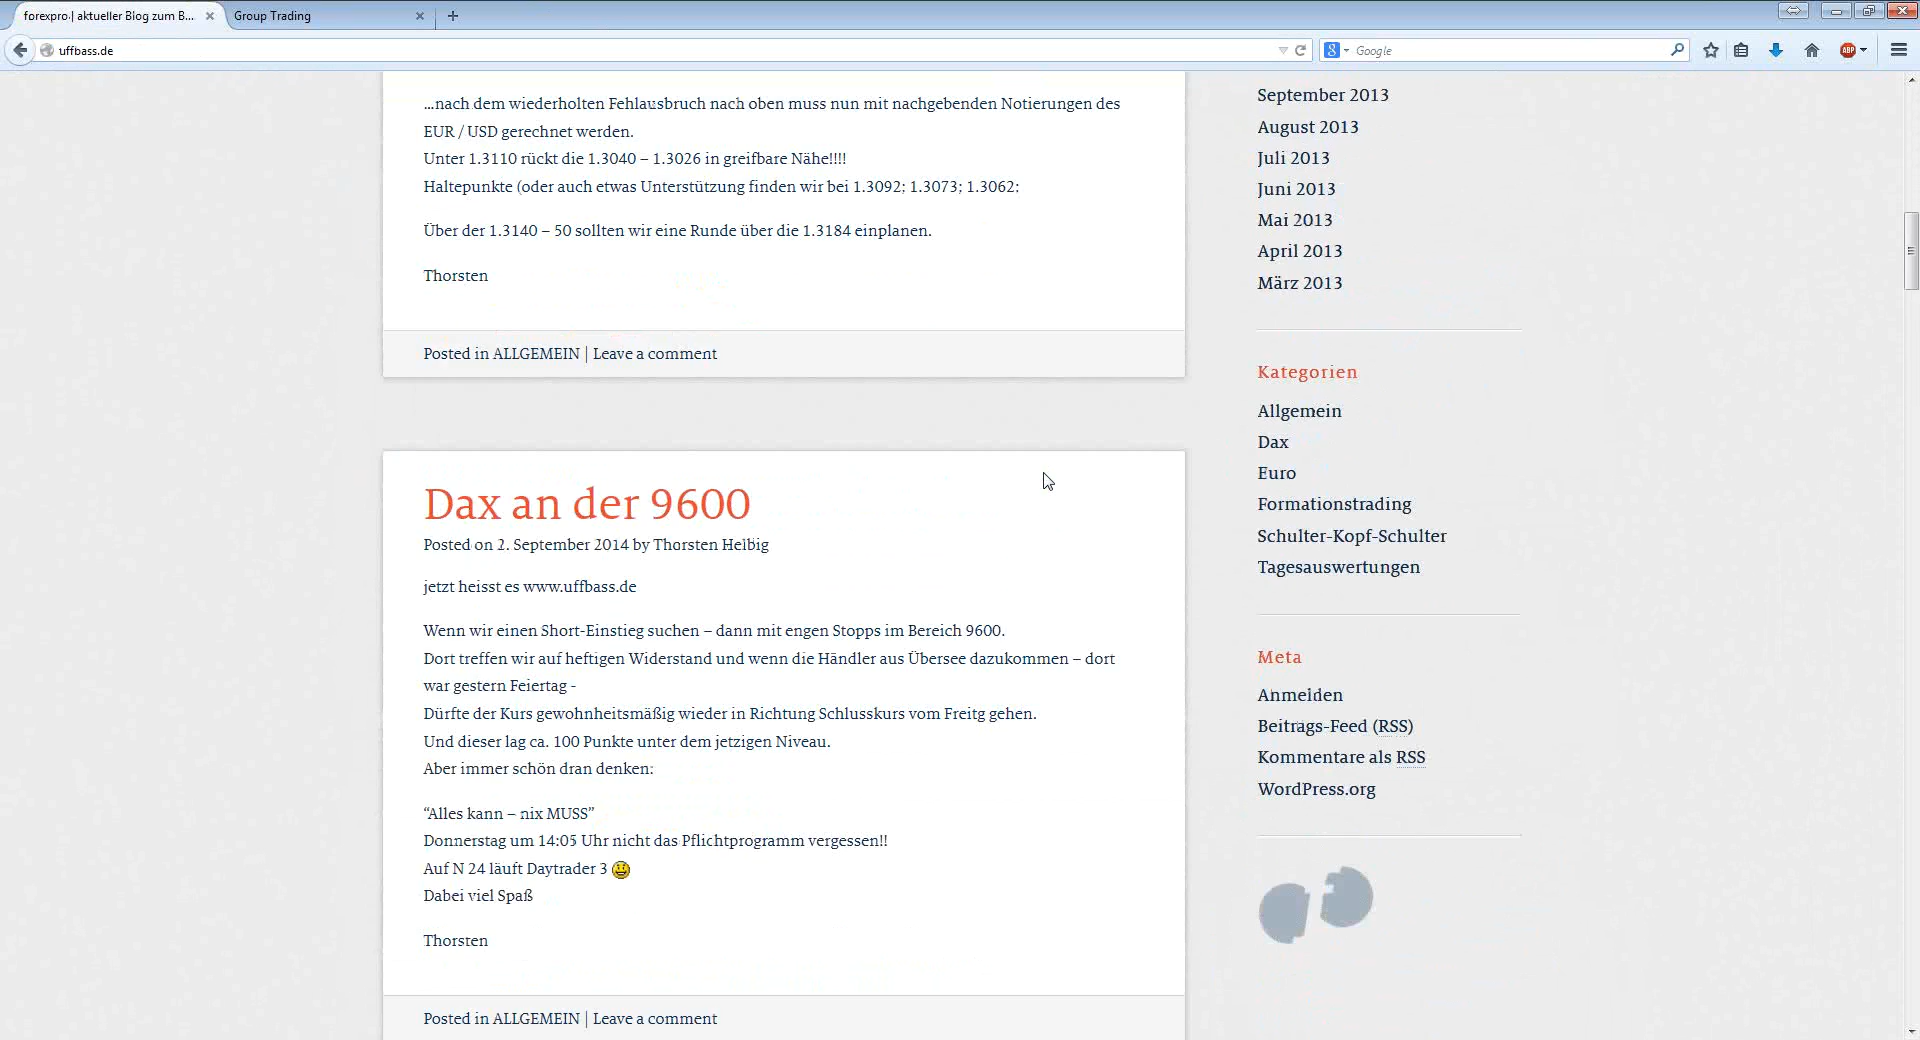 forexpro | aktueller Blog zum B...
Group Trading
uffbass.de
Google
...nach dem wiederholten Fehlausbruch nach oben muss nun mit nachgebenden Notierungen des
EUR / USD gerechnet werden.
Unter 1.3110 rückt die 1.3040 – 1.3026 in greifbare Nähe!!!!
Haltepunkte (oder auch etwas Unterstützung finden wir bei 1.3092; 1.3073; 1.3062:
Über der 1.3140 – 50 sollten wir eine Runde über die 1.3184 einplanen.
Thorsten
Posted in ALLGEMEIN | Leave a comment
Dax an der 9600
Posted on 2. September 2014 by Thorsten Helbig
jetzt heisst es www.uffbass.de
Wenn wir einen Short-Einstieg suchen – dann mit engen Stopps im Bereich 9600.
Dort treffen wir auf heftigen Widerstand und wenn die Händler aus Übersee dazukommen – dort
war gestern Feiertag -
Dürfte der Kurs gewohnheitsmäßig wieder in Richtung Schlusskurs vom Freitg gehen.
Und dieser lag ca. 100 Punkte unter dem jetzigen Niveau.
Aber immer schön dran denken:
“Alles kann – nix MUSS”
Donnerstag um 14:05 Uhr nicht das Pflichtprogramm vergessen!!
Auf N 24 läuft Daytrader 3
Dabei viel Spaß
Thorsten
Posted in ALLGEMEIN | Leave a comment
September 2013
August 2013
Juli 2013
Juni 2013
Mai 2013
April 2013
März 2013
Kategorien
Allgemein
Dax
Euro
Formationstrading
Schulter-Kopf-Schulter
Tagesauswertungen
Meta
Anmelden
Beitrags-Feed (RSS)
Kommentare als RSS
WordPress.org